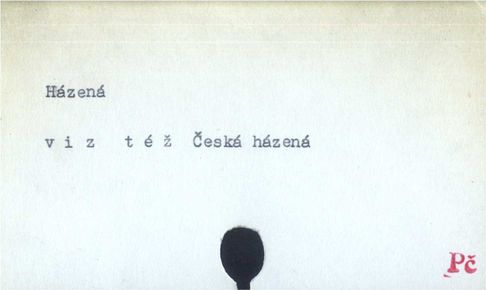 Házená
v i z   t é ž   Česká házená
Pč